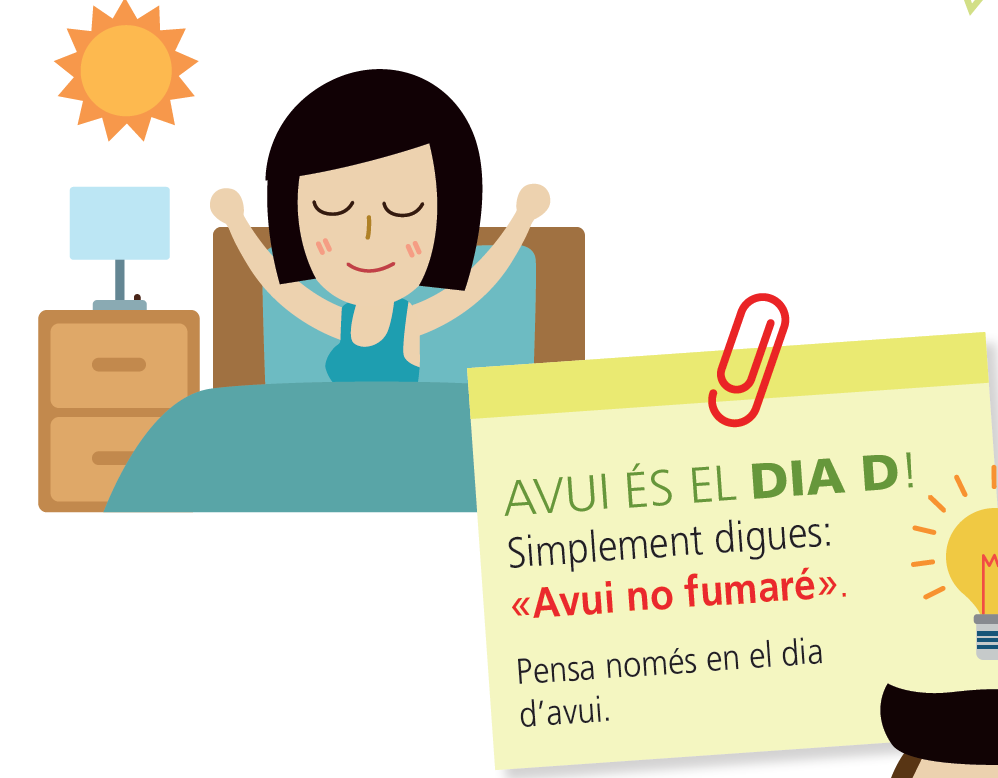 AVUI ÉS EL DIA D!
Simplement digues:
«Avui no fumaré».
Pensa només en el dia
d’avui.